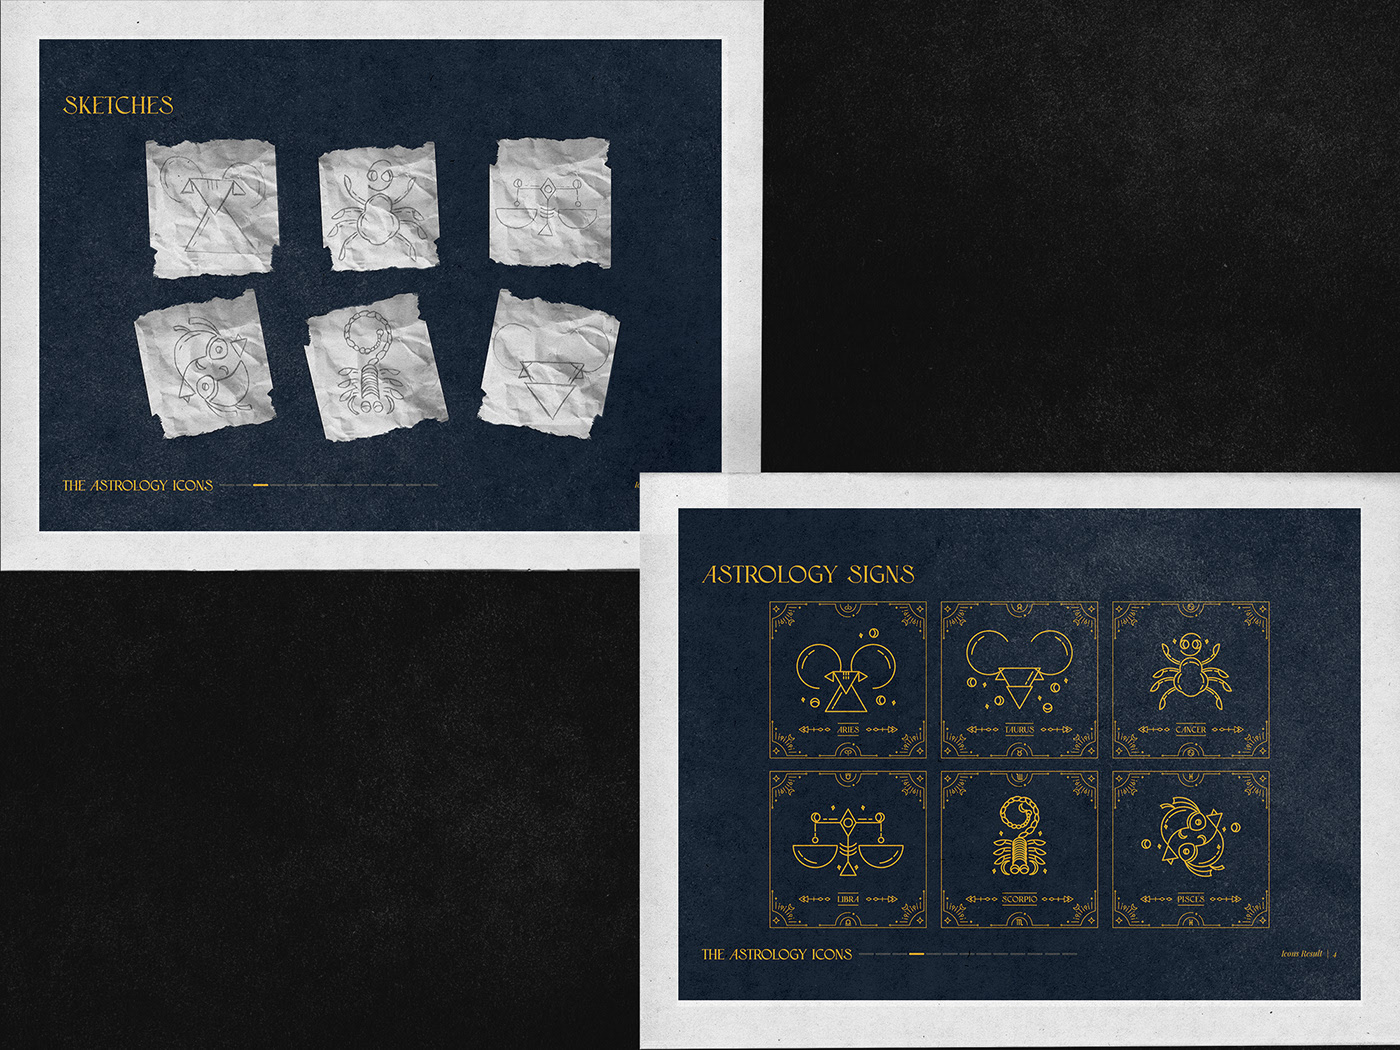 SKETCHES
THE ASTROLOGY ICONS
ASTROLOGY SIGNS
ARIES
TAURUS
CANCER
LIBRA
SCORPIO
PISCES
THE ASTROLOGY ICONS
Icons Result | 4